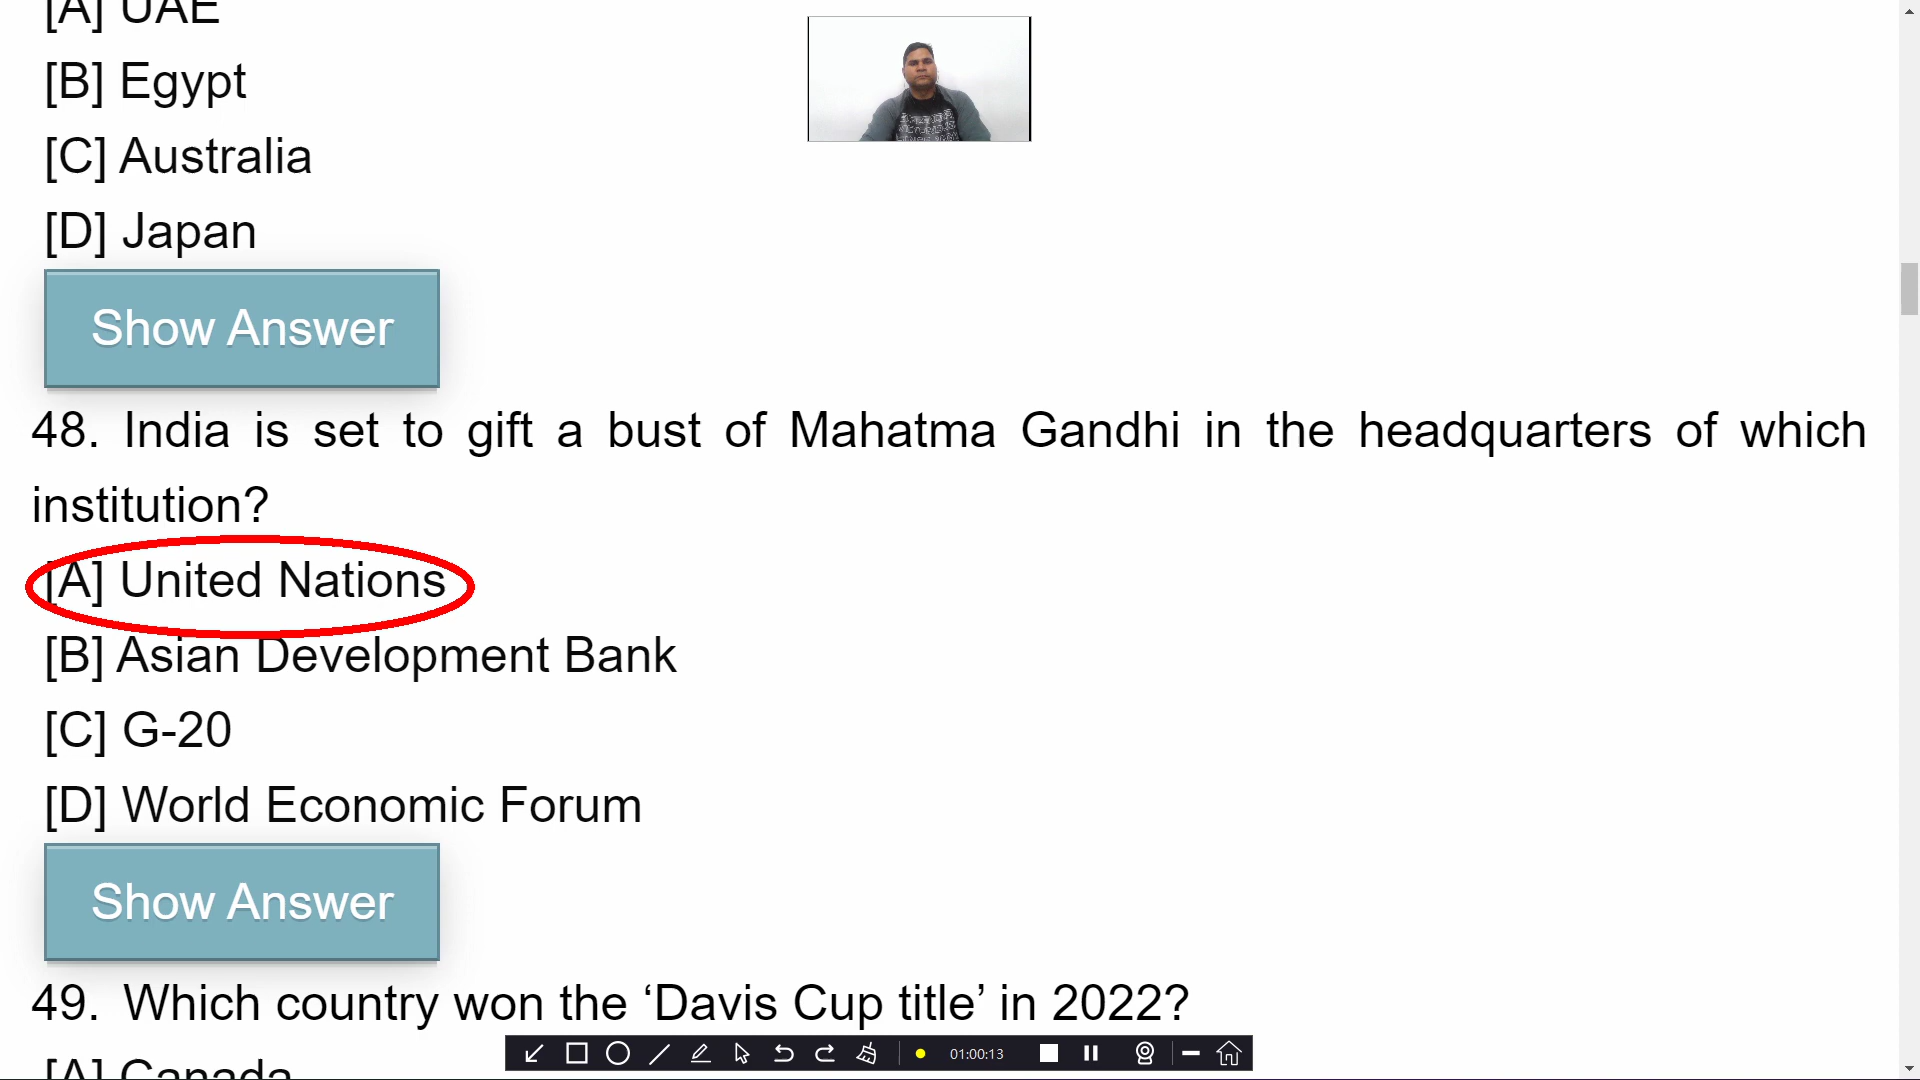 [A] UAE
[B] Egypt
[C] Australia
[D] Japan
Show Answer
48. India is set to gift a bust of Mahatma Gandhi in the headquarters of which
institution?
[A] United Nations
[B] Asian Development Bank
[C] G-20
[D] World Economic Forum
Show Answer
49. Which country won the ‘Davis Cup title’ in 2022?
[A] Canada
01:00:13